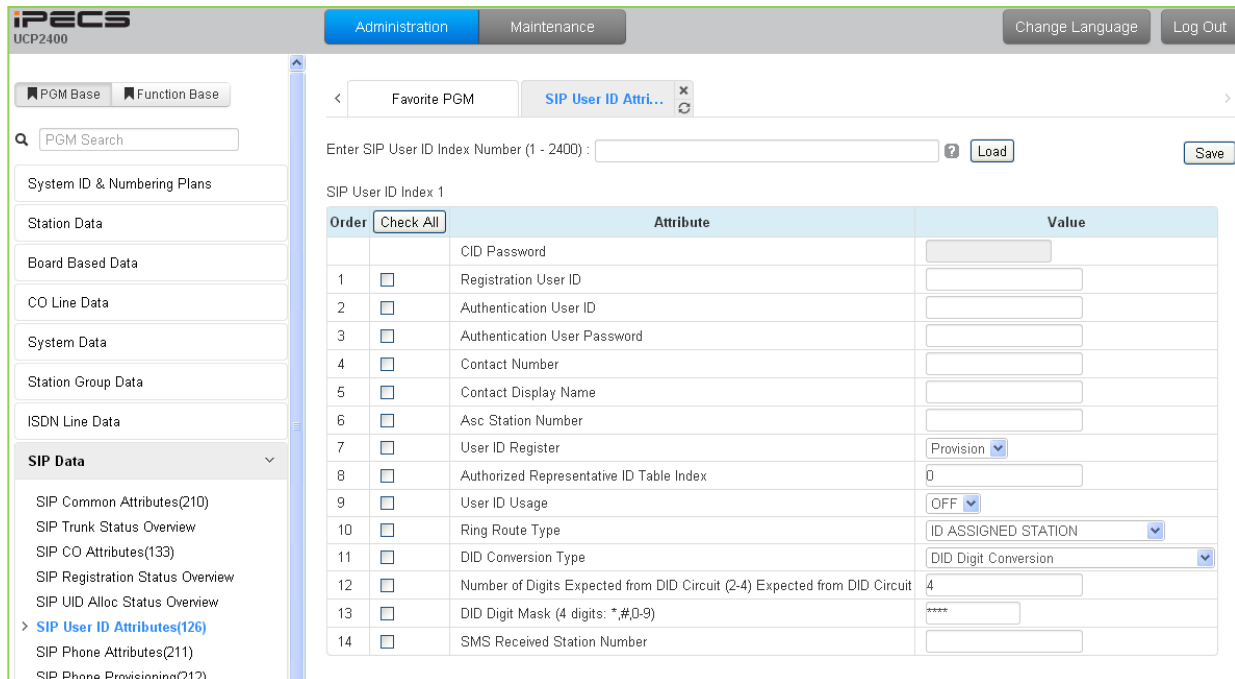 iPECS
UCP2400
Administration
Maintenance
Change Language
Log Out
PGM Base
Function Base
PGM Search
System ID & Numbering Plans
Station Data
Board Based Data
CO Line Data
System Data
Station Group Data
ISDN Line Data
SIP Data
SIP Common Attributes(210)
SIP Trunk Status Overview
SIP CO Attributes(133)
SIP Registration Status Overview
SIP UID Alloc Status Overview
> SIP User ID Attributes(126)
SIP Phone Attributes(211)
SIP Phone Provisioning(212)
< Favorite PGM
SIP User ID Attri...
Enter SIP User ID Index Number (1 - 2400) : ? Load Save
SIP User ID Index 1
Order Check All Attribute Value
CID Password
1 Registration User ID
2 Authentication User ID
3 Authentication User Password
4 Contact Number
5 Contact Display Name
6 Asc Station Number
7 User ID Register Provision
8 Authorized Representative ID Table Index 0
9 User ID Usage OFF
10 Ring Route Type ID ASSIGNED STATION
11 DID Conversion Type DID Digit Conversion
12 Number of Digits Expected from DID Circuit (2-4) Expected from DID Circuit 4
13 DID Digit Mask (4 digits: *,#,0-9) ****
14 SMS Received Station Number